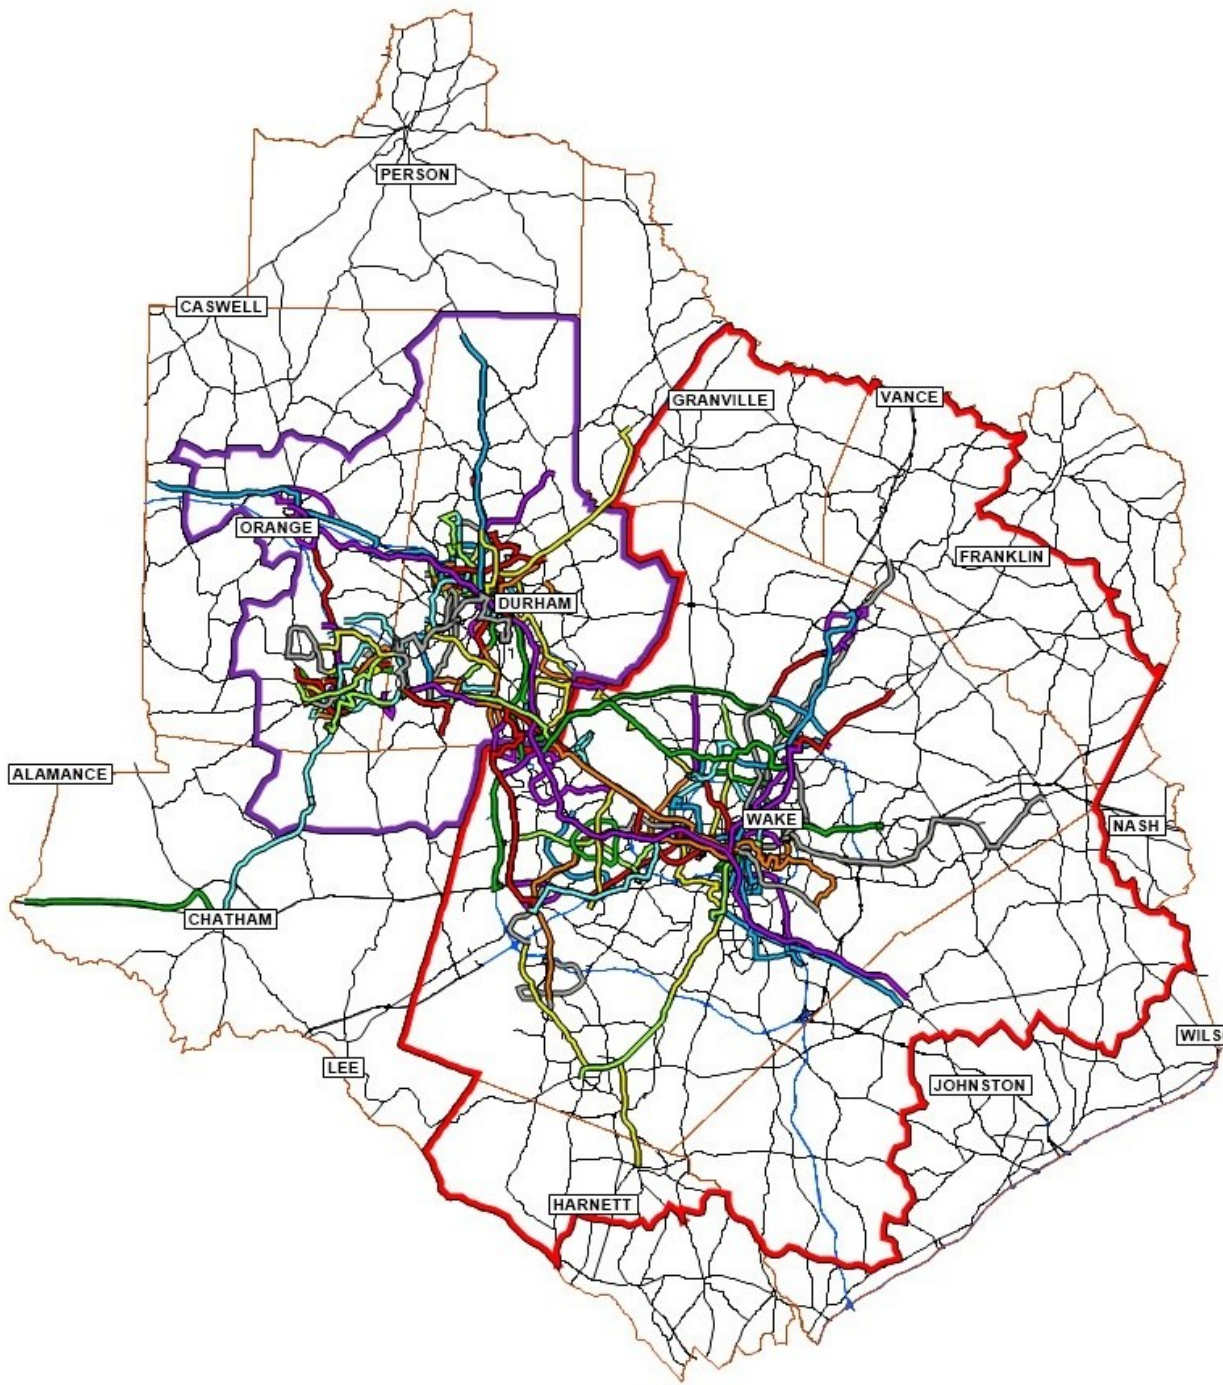 PERSON
CASWELL
GRANVILLE
VANCE
ORANGE
FRANKLIN
DURHAM
ALAMANCE
WAKE
NASH
CHATHAM
WILS
LEE
JOHNSTON
HARNETT